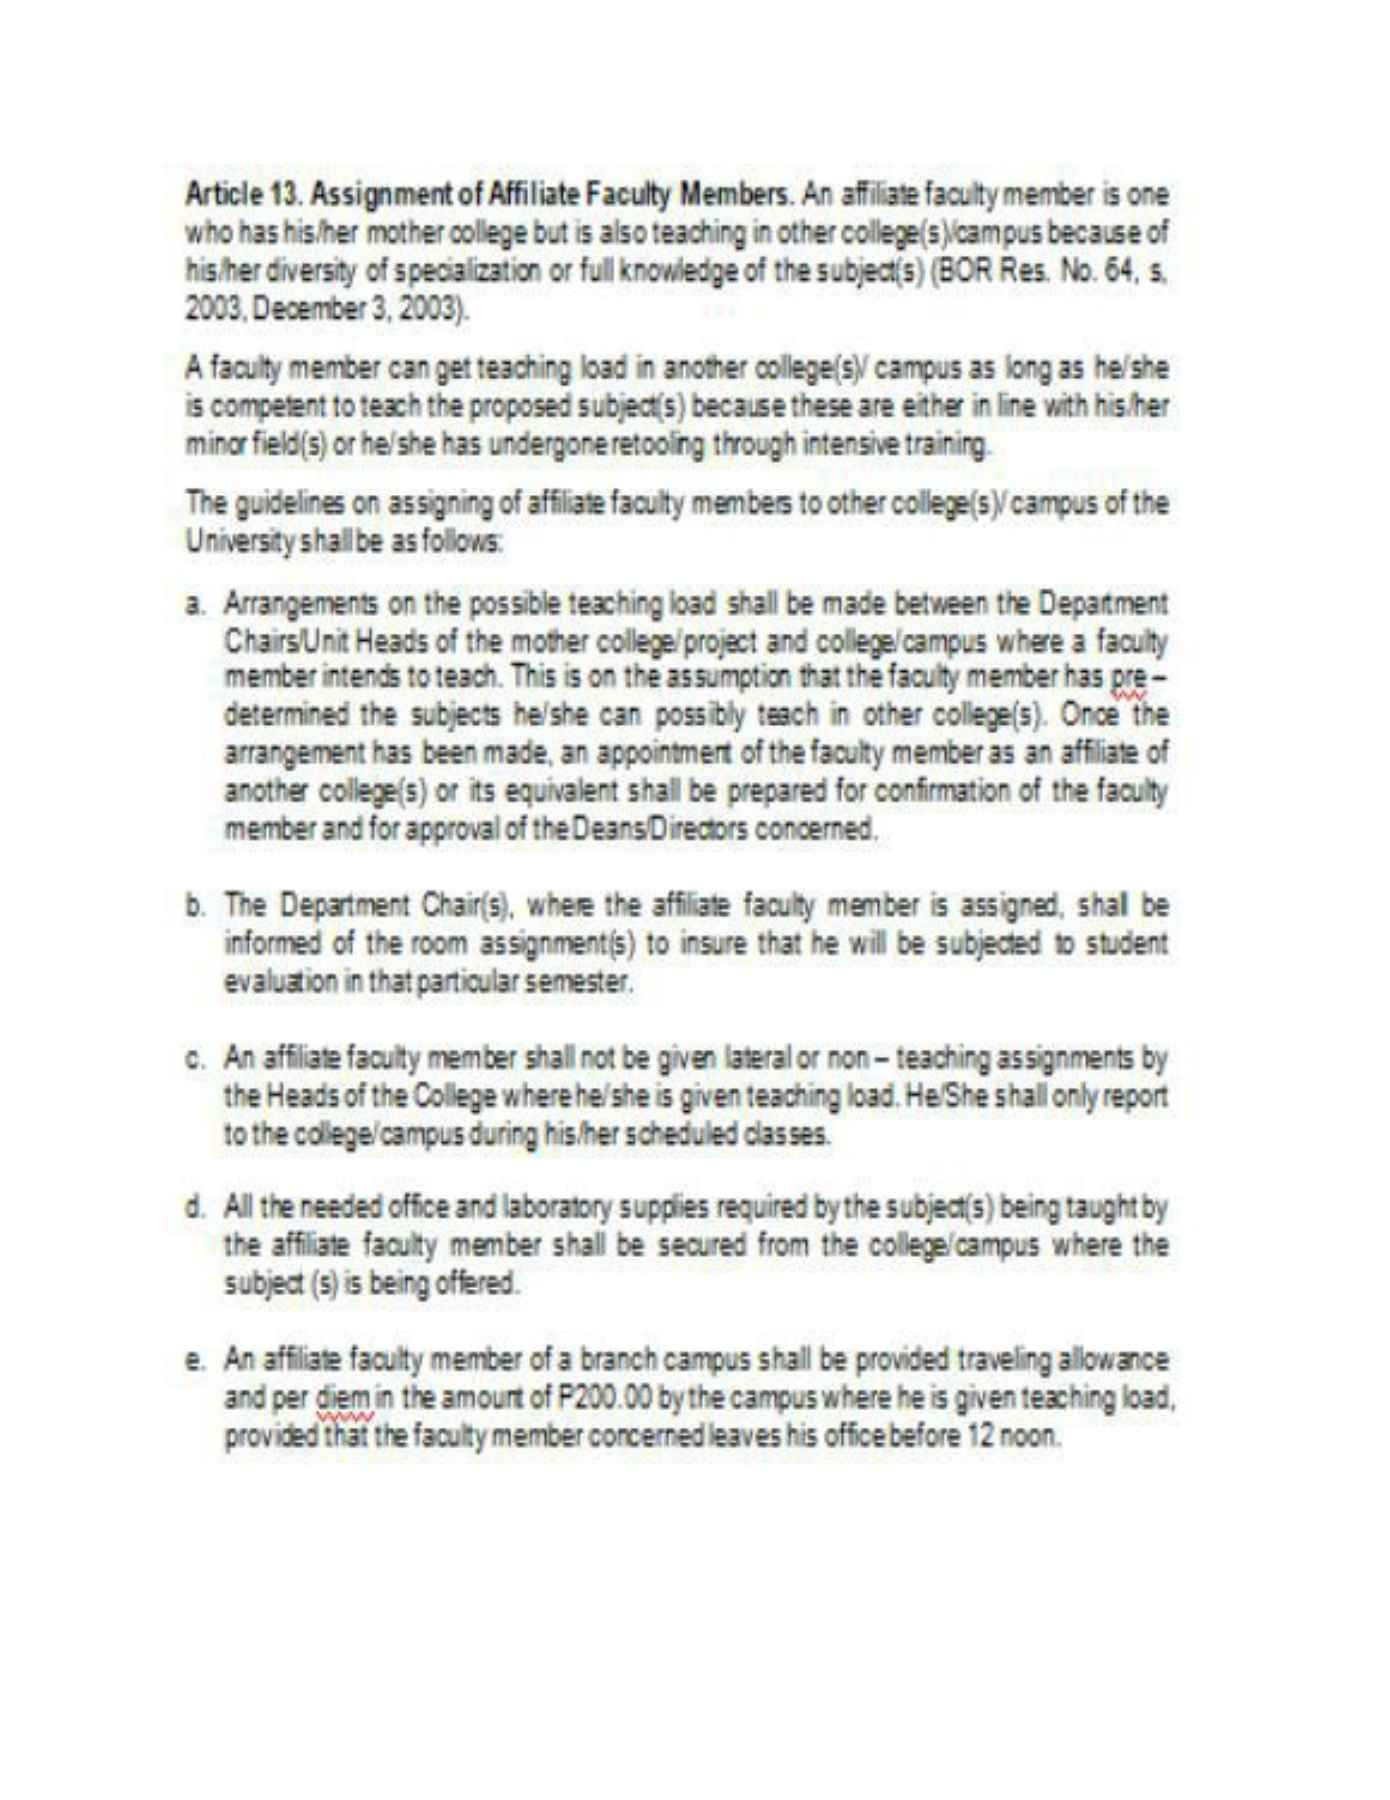 Article 13. Assignment of Affiliate Faculty Members. An affiliate faculty member is one
who has his/her mother college but is also teaching in other college(s)/campus because of
his/her diversity of specialization or full knowledge of the subject(s) (BOR Res. No. 64, s,
2003, December 3, 2003).
A faculty member can get teaching load in another college(s)/ campus as long as he/she
is competent to teach the proposed subject(s) because these are either in line with his/her
minor field(s) or he/she has undergone retooling through intensive training.
The guidelines on assigning of affiliate faculty members to other college(s)/ campus of the
University shall be as follows:
a. Arrangements on the possible teaching load shall be made between the Department
Chairs/Unit Heads of the mother college/project and college/campus where a faculty
member intends to teach. This is on the assumption that the faculty member has pre –
determined the subjects he/she can possibly teach in other college(s). Once the
arrangement has been made, an appointment of the faculty member as an affiliate of
another college(s) or its equivalent shall be prepared for confirmation of the faculty
member and for approval of the Deans/Directors concerned.
b. The Department Chair(s), where the affiliate faculty member is assigned, shall be
informed of the room assignment(s) to insure that he will be subjected to student
evaluation in that particular semester.
c. An affiliate faculty member shall not be given lateral or non – teaching assignments by
the Heads of the College where he/she is given teaching load. He/She shall only report
to the college/campus during his/her scheduled classes.
d. All the needed office and laboratory supplies required by the subject(s) being taught by
the affiliate faculty member shall be secured from the college/campus where the
subject (s) is being offered.
e. An affiliate faculty member of a branch campus shall be provided traveling allowance
and per diem in the amount of P200.00 by the campus where he is given teaching load,
provided that the faculty member concerned leaves his office before 12 noon.